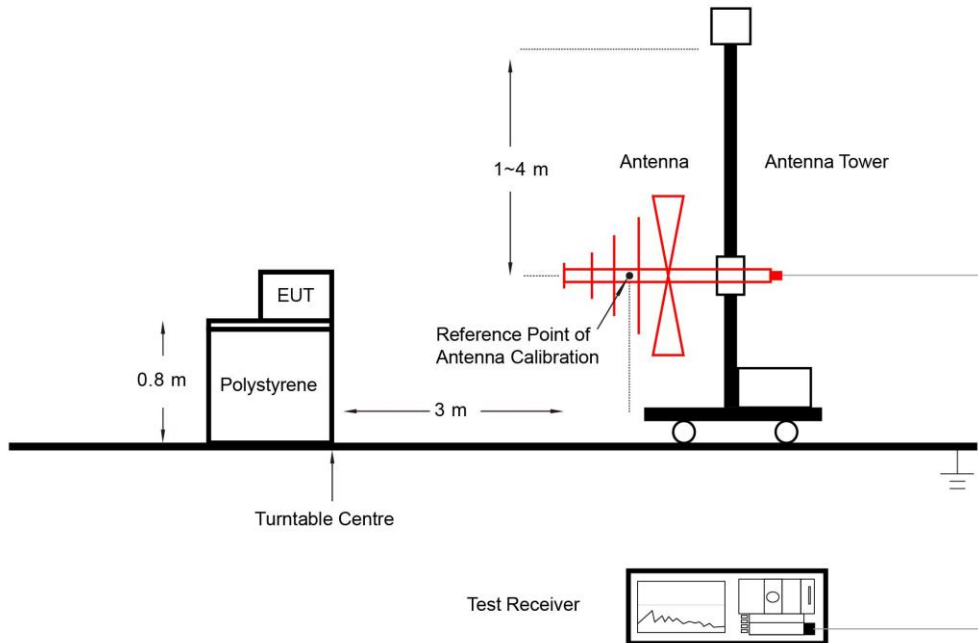 1~4 m
Antenna
Antenna Tower
EUT
Reference Point of
Antenna Calibration
0.8 m
Polystyrene
3 m
Turntable Centre
Test Receiver